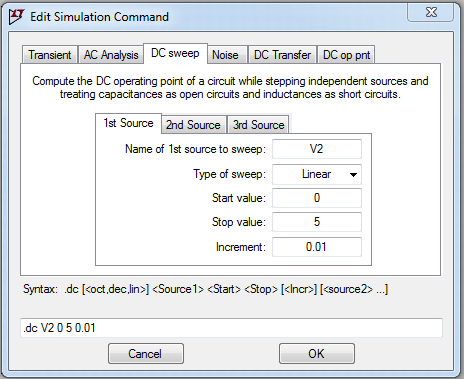 Edit Simulation Command
Transient AC Analysis DC sweep Noise DC Transfer DC op pnt
Compute the DC operating point of a circuit while stepping independent sources and
treating capacitances as open circuits and inductances as short circuits.
1st Source 2nd Source 3rd Source
Name of 1st source to sweep: V2
Type of sweep: Linear
Start value: 0
Stop value: 5
Increment: 0.01
Syntax: .dc [<oct,dec,lin>] <Source1> <Start> <Stop> [<Incr>] [<source2> ...]
.dc V2 0 5 0.01
Cancel OK